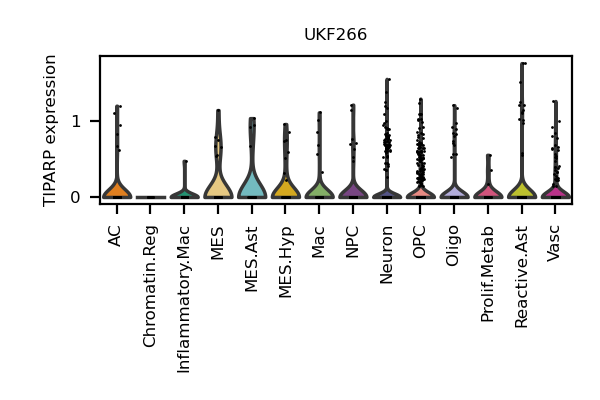 UKF266
TIPARP expression
1
0
AC
Chromatin.Reg
Inflammatory.Mac
MES
MES.Ast
MES.Hyp
Mac
NPC
Neuron
OPC
Oligo
Prolif.Metab
Reactive.Ast
Vasc